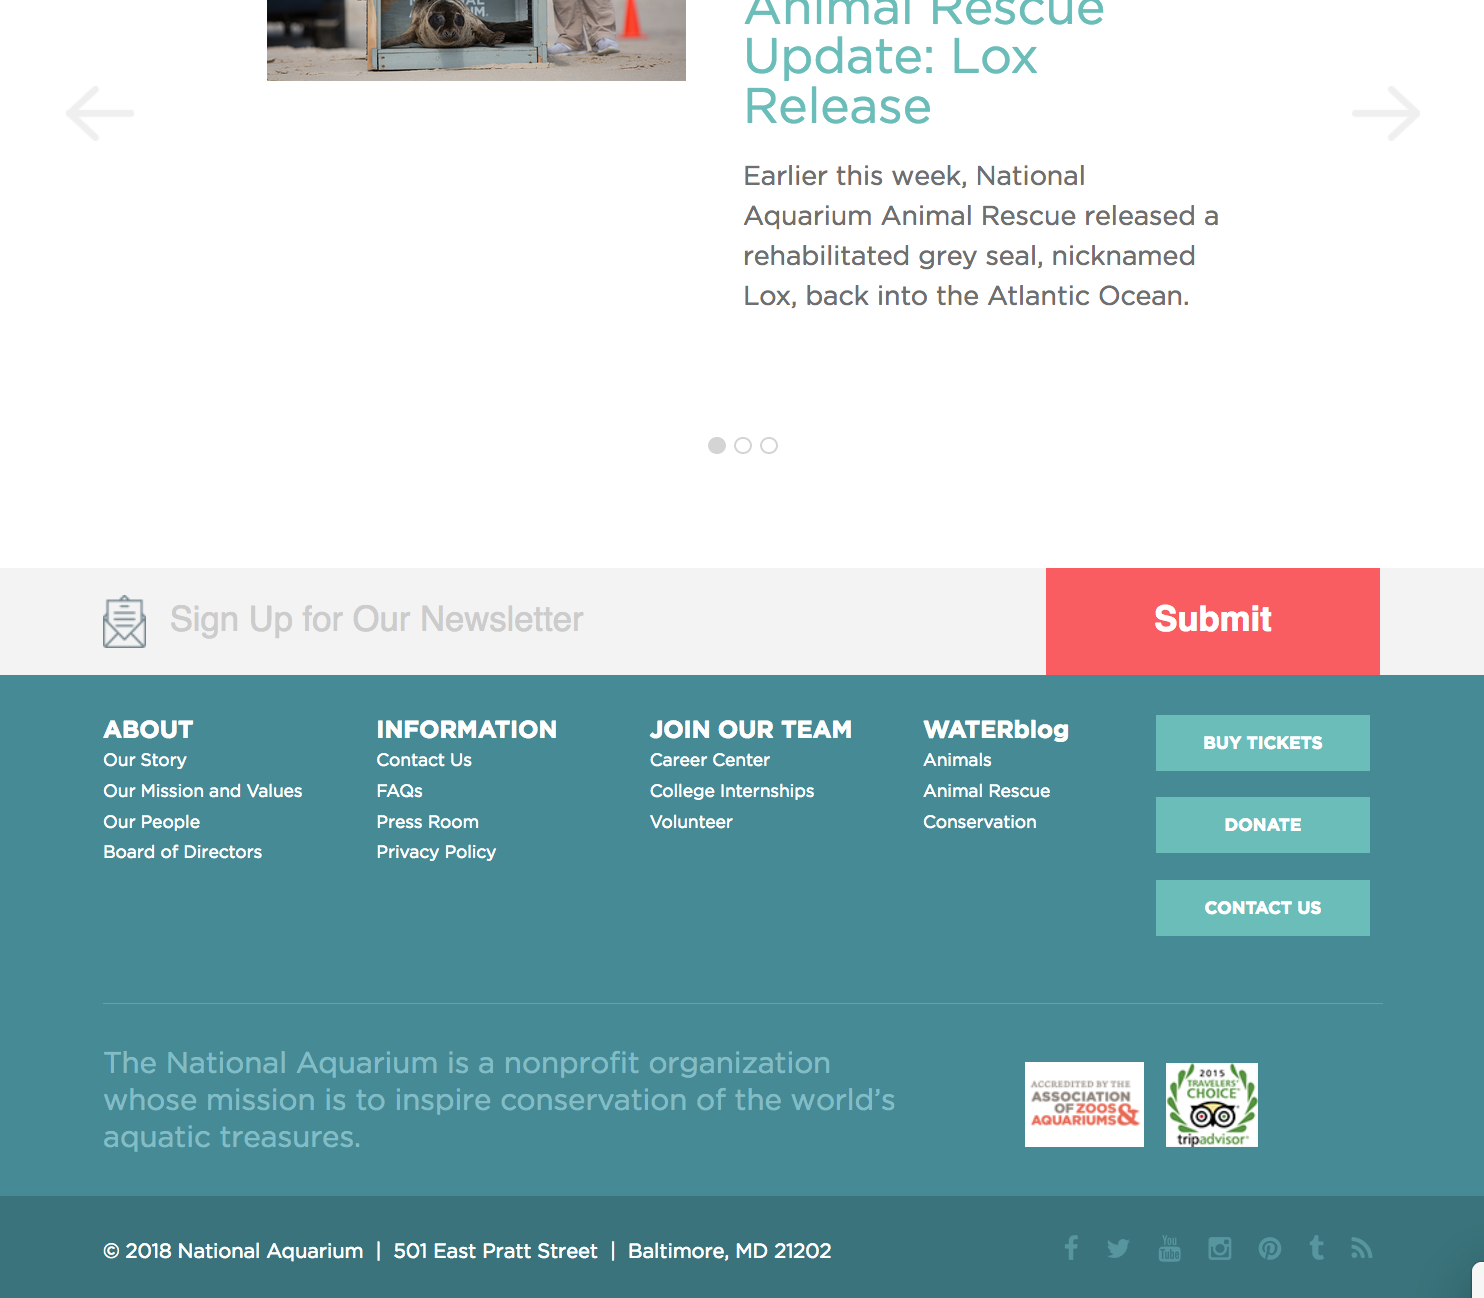 UM.
Animal Rescue
Update: Lox
Release
Earlier this week, National
Aquarium Animal Rescue released a
rehabilitated grey seal, nicknamed
Lox, back into the Atlantic Ocean.
Sign Up for Our Newsletter
Submit
ABOUT
Our Story
Our Mission and Values
Our People
Board of Directors
INFORMATION
Contact Us
FAQs
Press Room
Privacy Policy
JOIN OUR TEAM
Career Center
College Internships
Volunteer
WATERblog
Animals
Animal Rescue
Conservation
BUY TICKETS
DONATE
CONTACT US
The National Aquarium is a nonprofit organization
whose mission is to inspire conservation of the world's
aquatic treasures.
ACCREDITED BY THE
ASSOCIATION
OF ZOOS
AQUARIUMS&
2015
TRAVELERS'
CHOICE
tripadvisor
© 2018 National Aquarium | 501 East Pratt Street | Baltimore, MD 21202
You
Tube